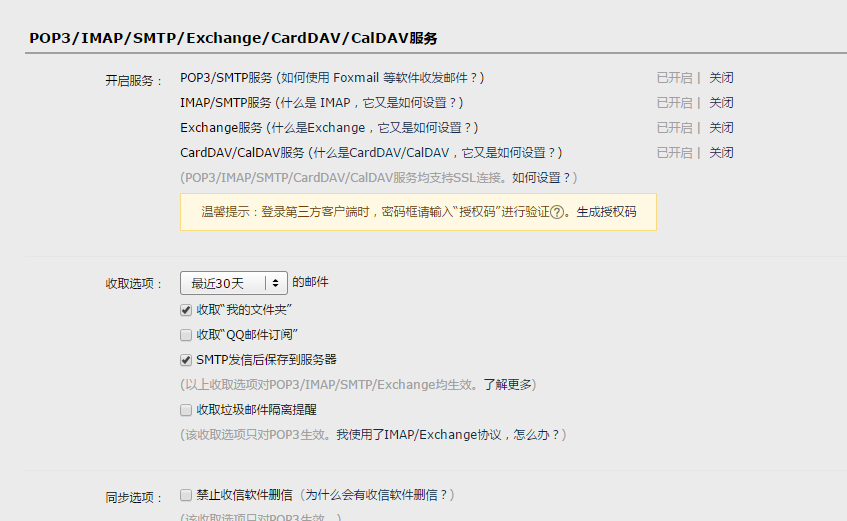 POP3/IMAP/SMTP/Exchange/CardDAV/CalDAV服务
开启服务： POP3/SMTP服务 (如何使用 Foxmail 等软件收发邮件？) 已开启 | 关闭
IMAP/SMTP服务 (什么是 IMAP，它又是如何设置？) 已开启 | 关闭
Exchange服务 (什么是Exchange，它又是如何设置？) 已开启 | 关闭
CardDAV/CalDAV服务 (什么是CardDAV/CalDAV，它又是如何设置？) 已开启 | 关闭
(POP3/IMAP/SMTP/CardDAV/CalDAV服务均支持SSL连接。如何设置？)
温馨提示：登录第三方客户端时，密码框请输入“授权码”进行验证?。生成授权码
收取选项： 最近30天 的邮件
收取“我的文件夹”
收取“QQ邮件订阅”
SMTP发信后保存到服务器
(以上收取选项对POP3/IMAP/SMTP/Exchange均生效。了解更多)
收取垃圾邮件隔离提醒
(该收取选项只对POP3生效。我使用了IMAP/Exchange协议，怎么办？)
同步选项： 禁止收信软件删信（为什么会有收信软件删信？）
(该收取选项只对POP3生效。)